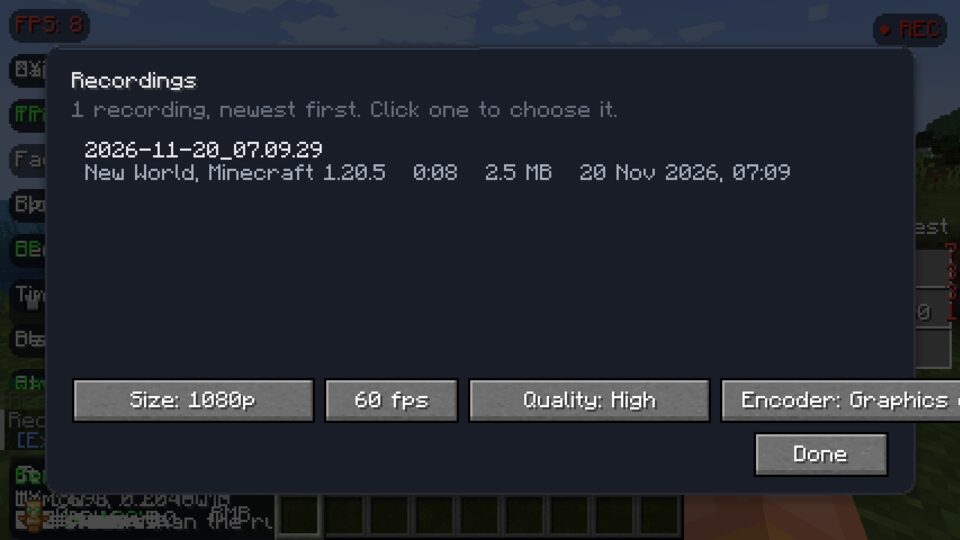 FPS: 8
REC
Recordings
1 recording, newest first. Click one to choose it.
2026-11-20_07.09.29
New World, Minecraft 1.20.5 0:08 2.5 MB 20 Nov 2026, 07:09
Size: 1080p
60 fps
Quality: High
Encoder: Graphics
Done